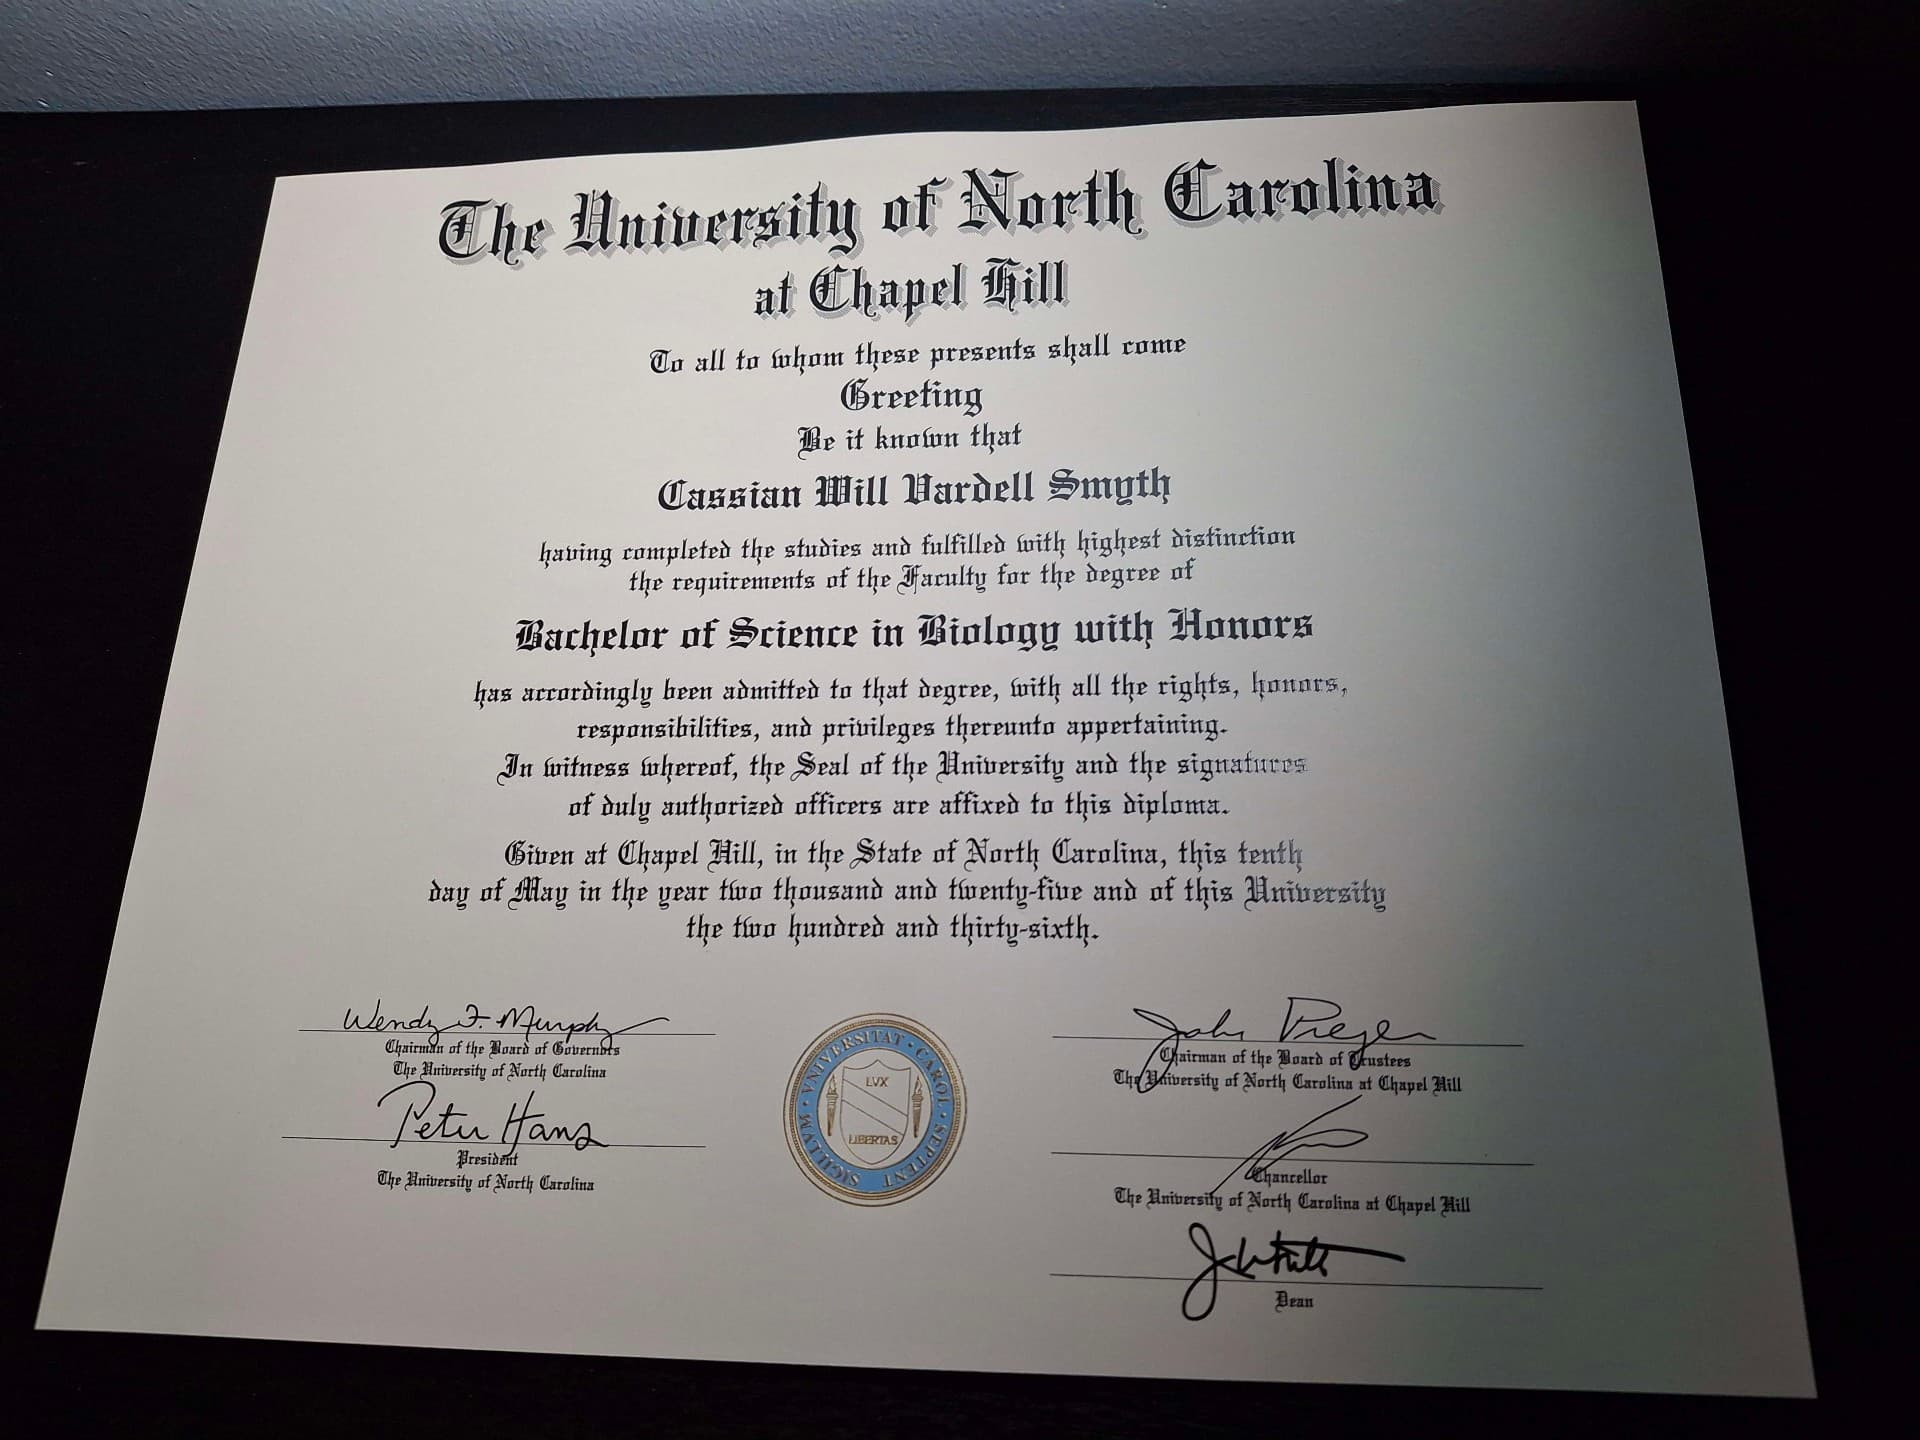 The University of North Carolina
at Chapel Hill
To all to whom these presents shall come
Greeting
Be it known that
Cassian Will Vardell Smyth
having completed the studies and fulfilled with highest distinction
the requirements of the Faculty for the degree of
Bachelor of Science in Biology with Honors
has accordingly been admitted to that degree, with all the rights, honors,
responsibilities, and privileges thereunto appertaining.
In witness whereof, the Seal of the University and the signatures
of duly authorized officers are affixed to this diploma.
Given at Chapel Hill, in the State of North Carolina, this tenth
day of May in the year two thousand and twenty-five and of this University
the two hundred and thirty-sixth.
Wendy F. Murphy
Chairman of the Board of Governors
The University of North Carolina
Peter Hans
President
The University of North Carolina
SIGILLVM · VNIVERSITAT · CAROL · SEPTENT
LVX
LIBERTAS
John Preyer
Chairman of the Board of Trustees
The University of North Carolina at Chapel Hill
Chancellor
The University of North Carolina at Chapel Hill
Dean